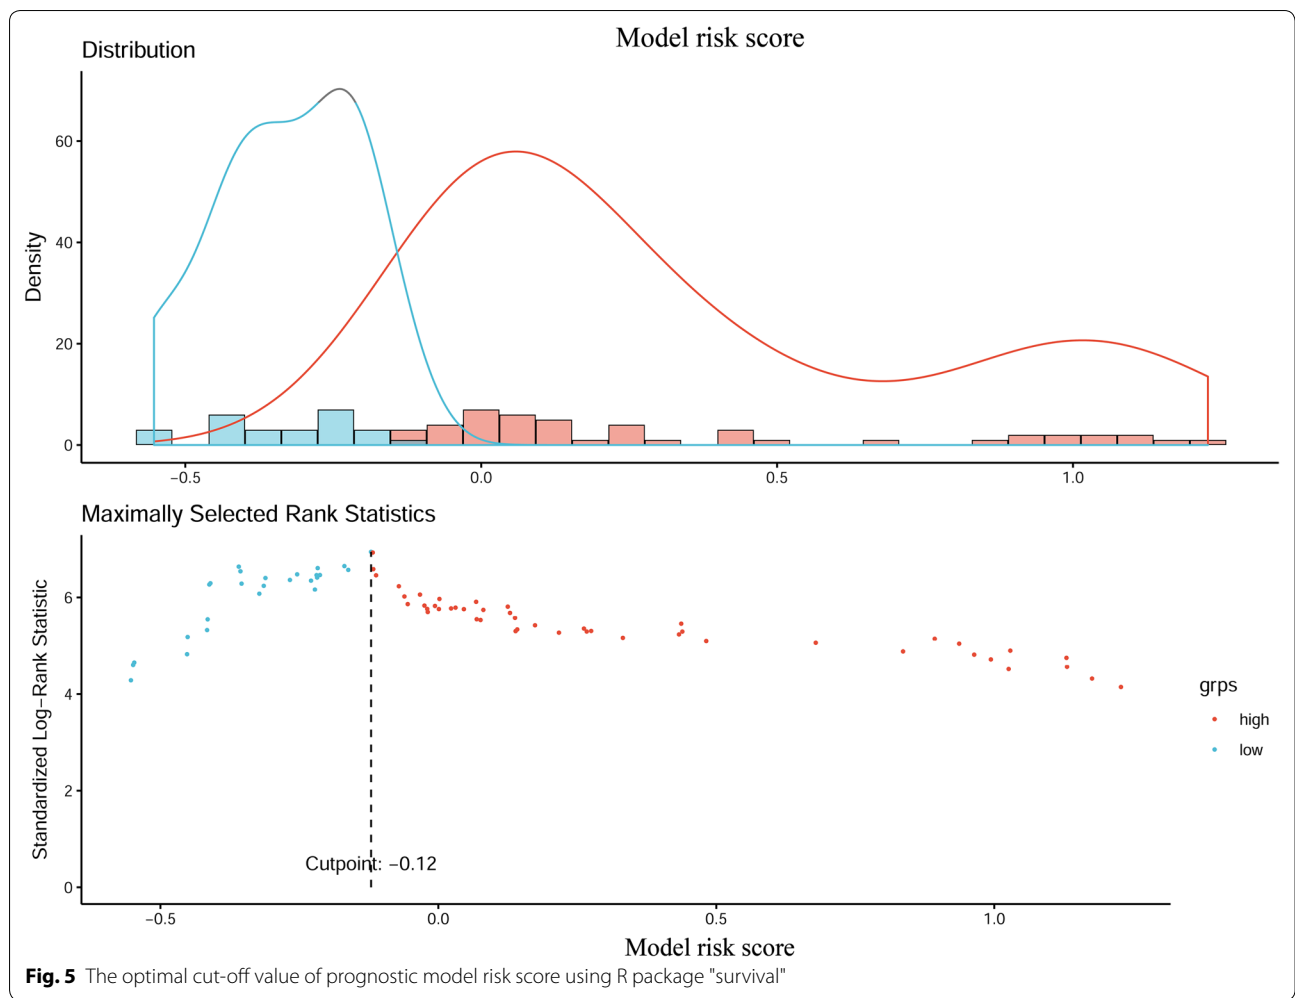 Model risk score
Distribution
Density
60
40
20
0
−0.5 0.0 0.5 1.0
Maximally Selected Rank Statistics
Standardized Log−Rank Statistic
6
4
2
0
Cutpoint: −0.12
grps
high
low
−0.5 0.0 0.5 1.0
Model risk score
Fig. 5 The optimal cut-off value of prognostic model risk score using R package "survival"